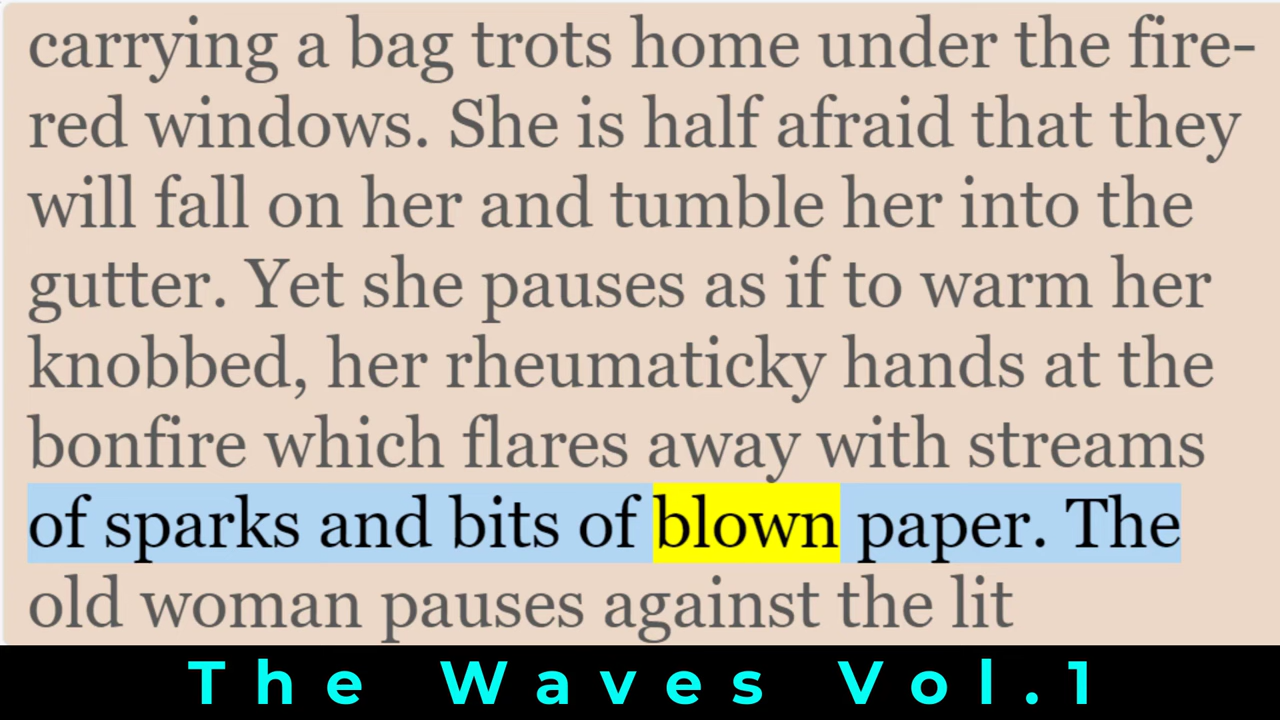 carrying a bag trots home under the fire-
red windows. She is half afraid that they
will fall on her and tumble her into the
gutter. Yet she pauses as if to warm her
knobbed, her rheumaticky hands at the
bonfire which flares away with streams
of sparks and bits of blown paper. The
old woman pauses against the lit
The Waves Vol.1